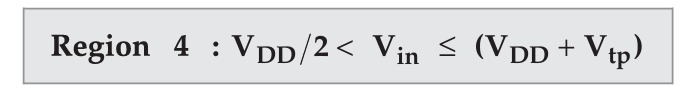 Region 4 : V_DD/2 < V_in ≤ (V_DD + V_tp)